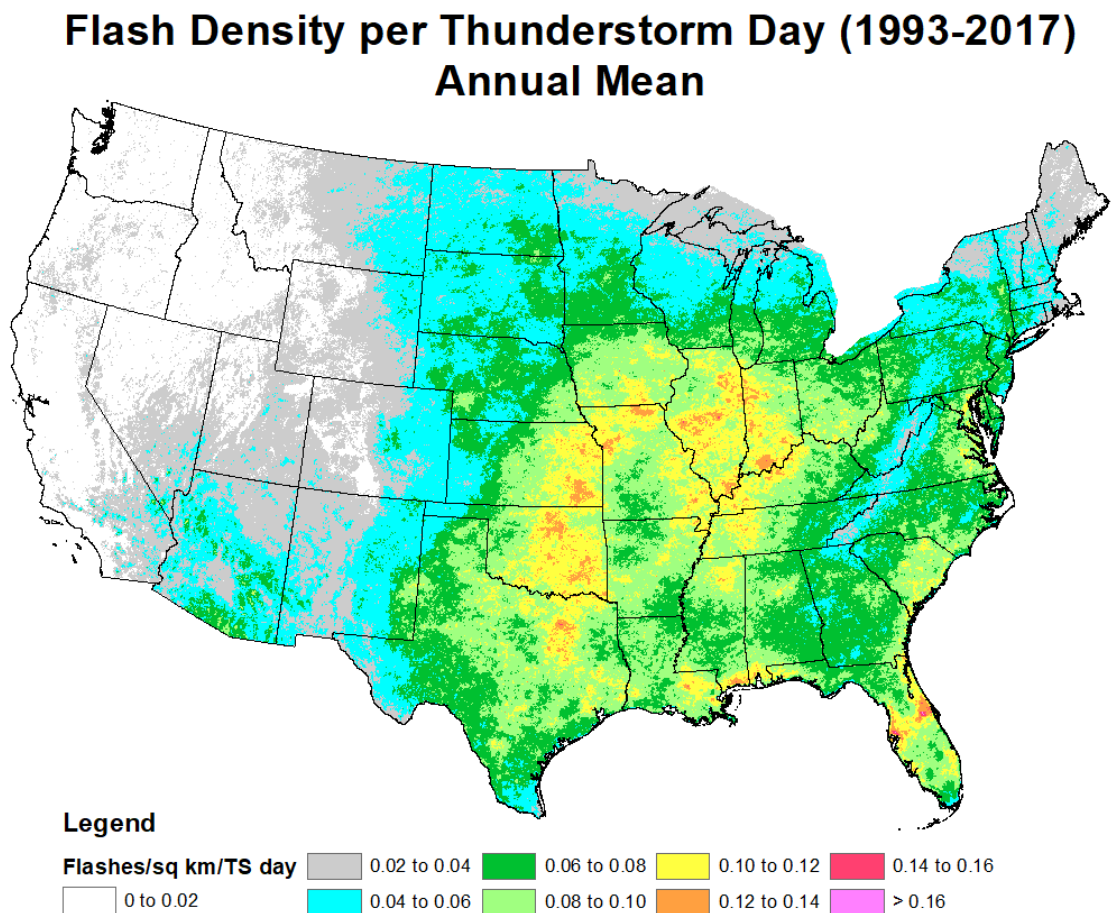 Flash Density per Thunderstorm Day (1993-2017)
Annual Mean
Legend
Flashes/sq km/TS day
0 to 0.02
0.02 to 0.04
0.04 to 0.06
0.06 to 0.08
0.08 to 0.10
0.10 to 0.12
0.12 to 0.14
0.14 to 0.16
> 0.16